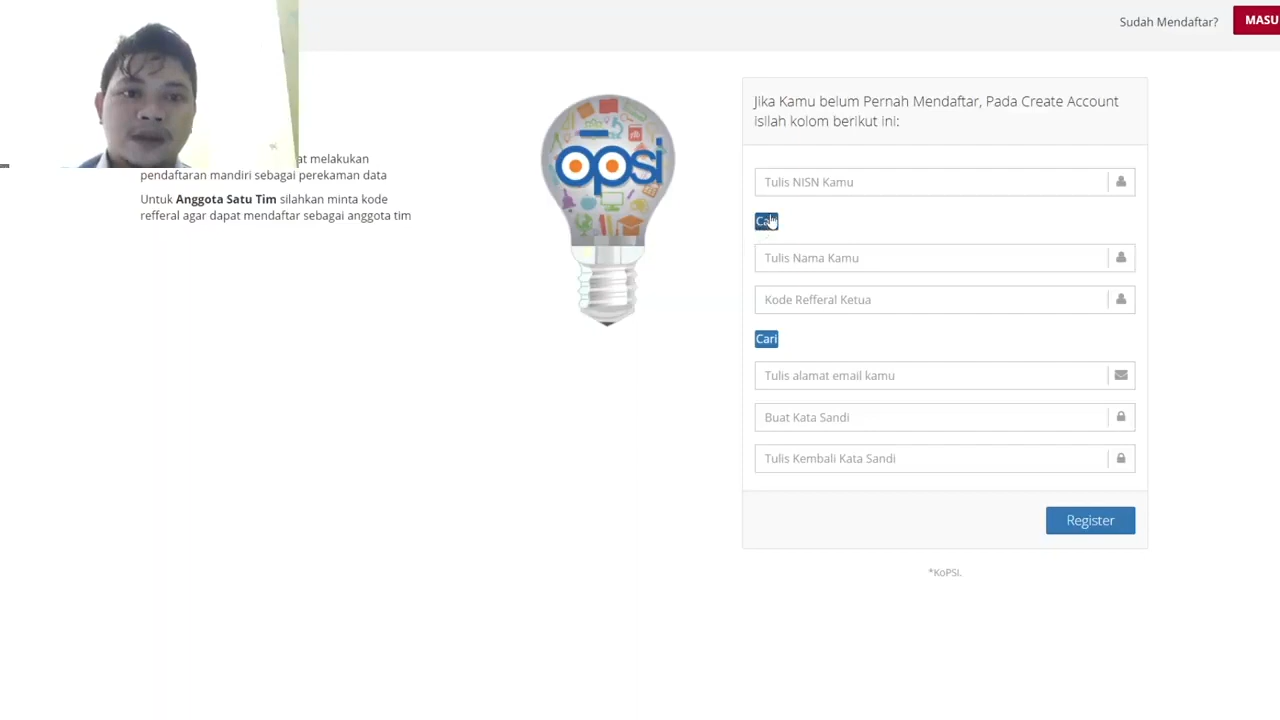 Sudah Mendaftar?
MASU
at melakukan
pendaftaran mandiri sebagai perekaman data
Untuk Anggota Satu Tim silahkan minta kode
refferal agar dapat mendaftar sebagai anggota tim
opsi
Jika Kamu belum Pernah Mendaftar, Pada Create Account
isilah kolom berikut ini:
Tulis NISN Kamu
Tulis Nama Kamu
Kode Refferal Ketua
Cari
Tulis alamat email kamu
Buat Kata Sandi
Tulis Kembali Kata Sandi
Register
*KoPSI.